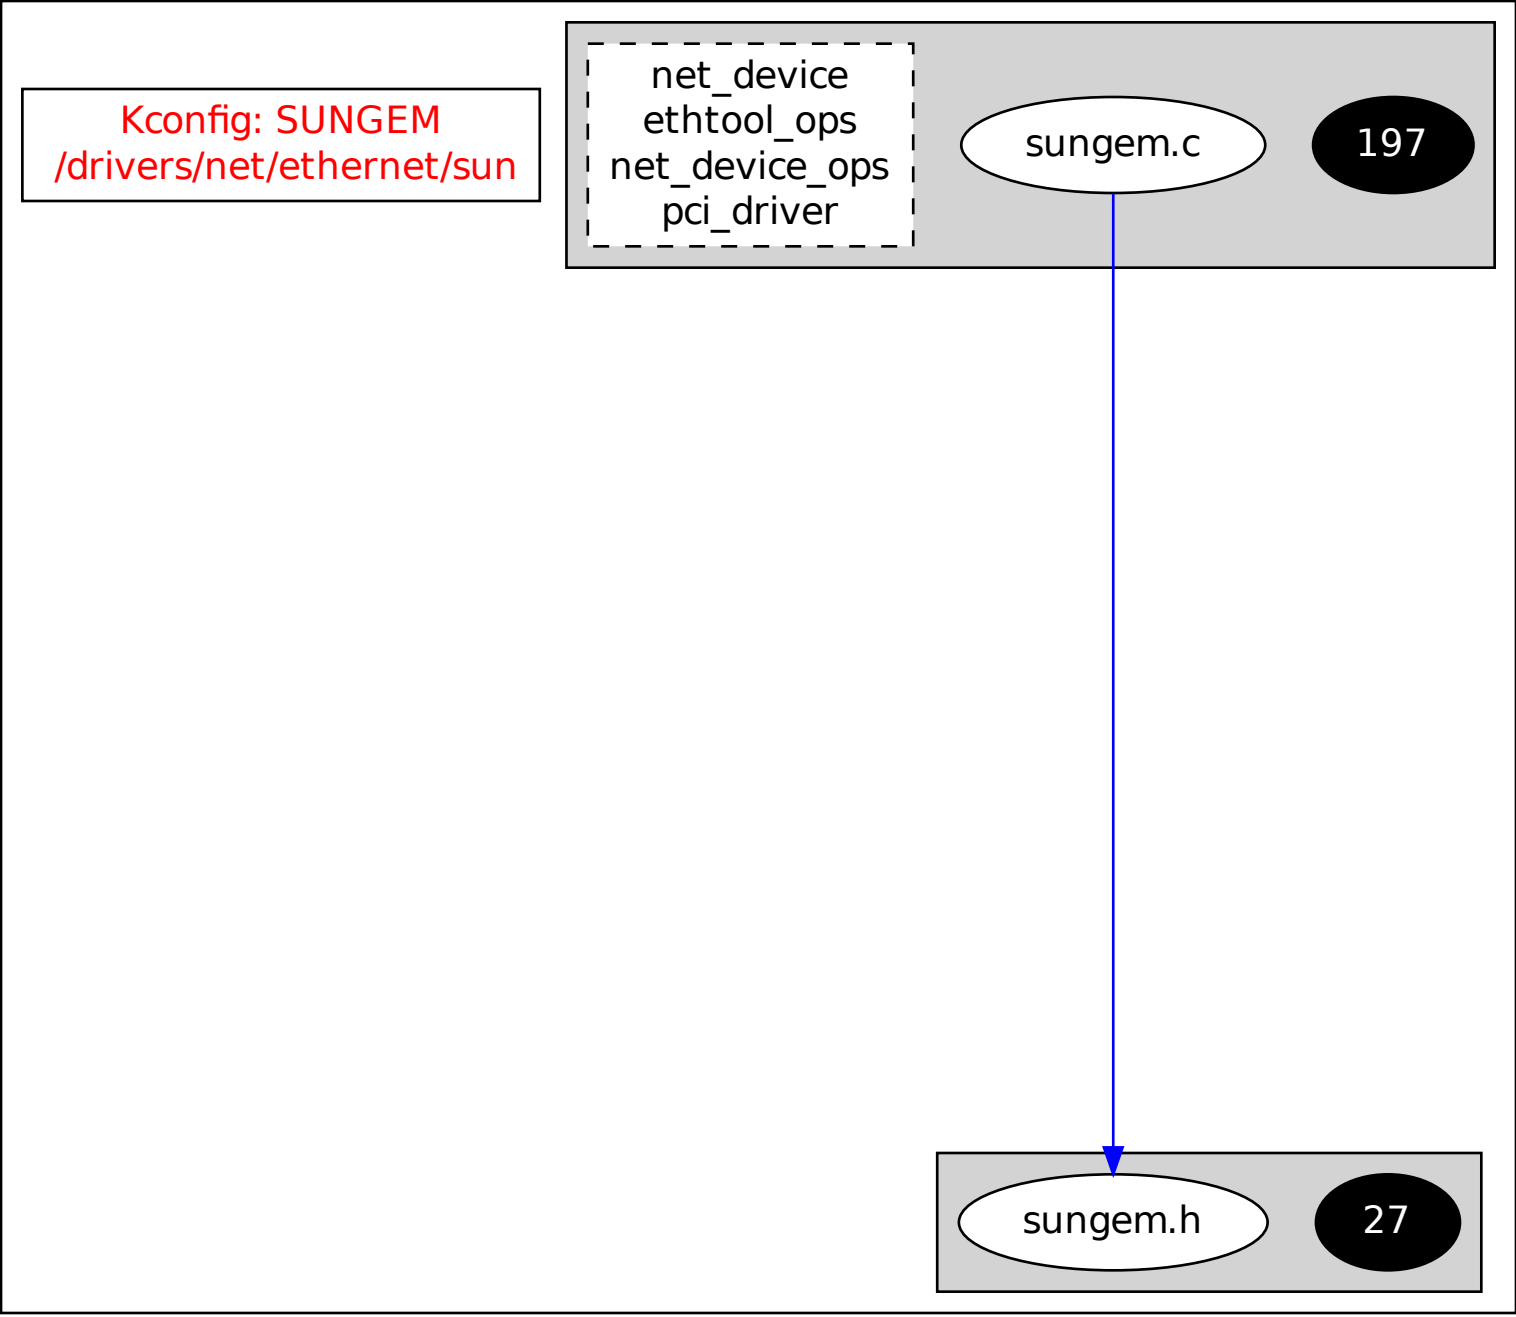 Kconfig: SUNGEM
/drivers/net/ethernet/sun
net_device
ethtool_ops
net_device_ops
pci_driver
sungem.c
197
sungem.h
27